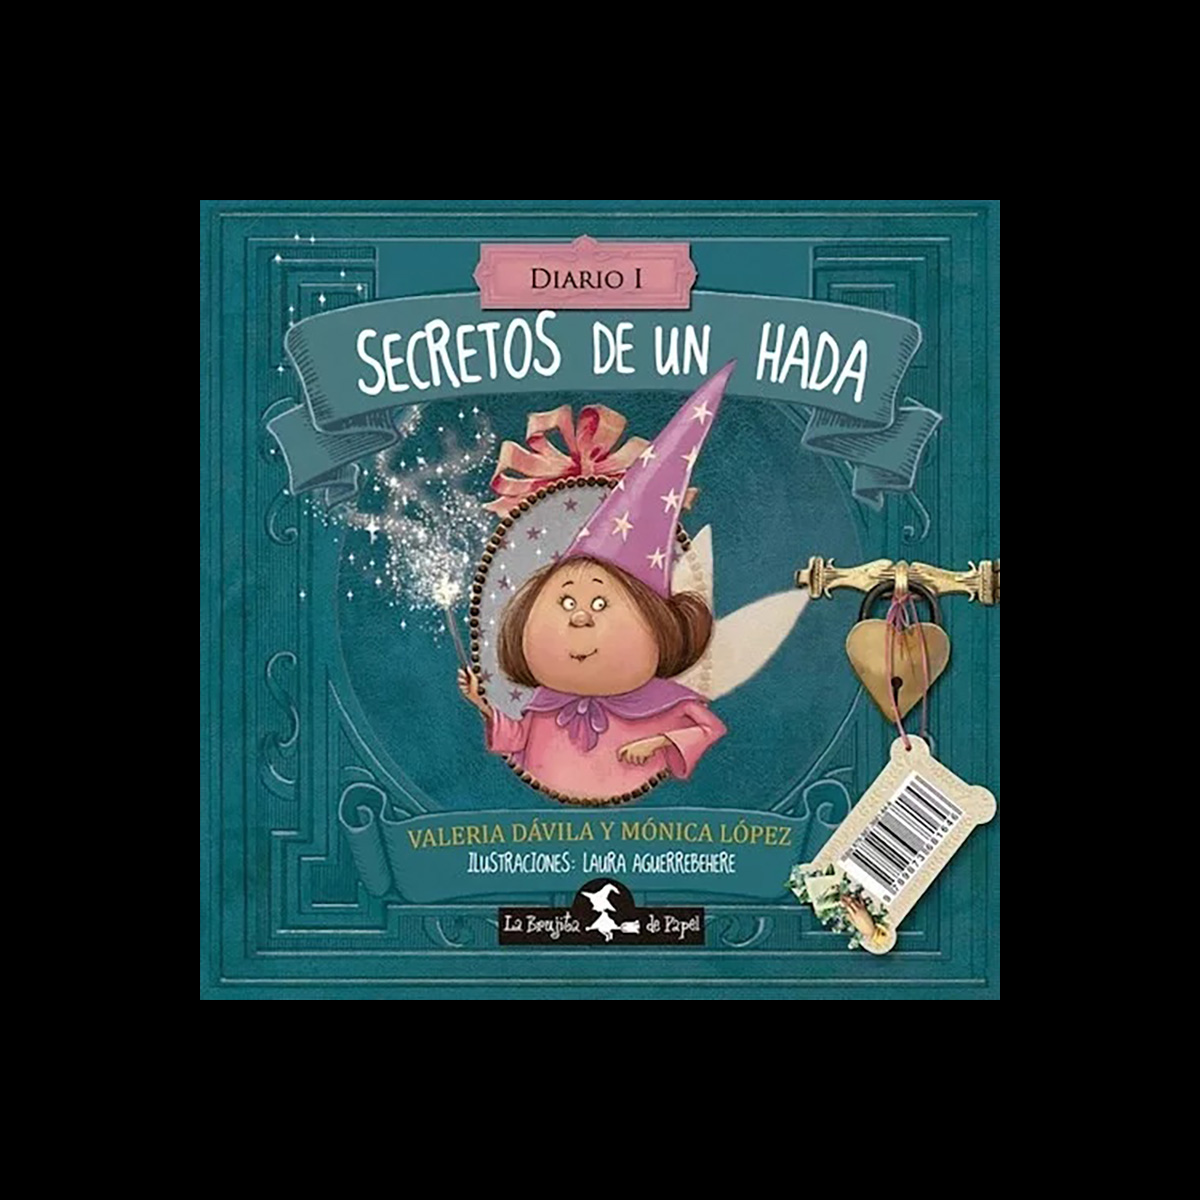 DIARIO I
SECRETOS DE UN HADA
VALERIA DÁVILA Y MÓNICA LÓPEZ
ILUSTRACIONES: LAURA AGUERREBEHERE
La Brujita de Papel